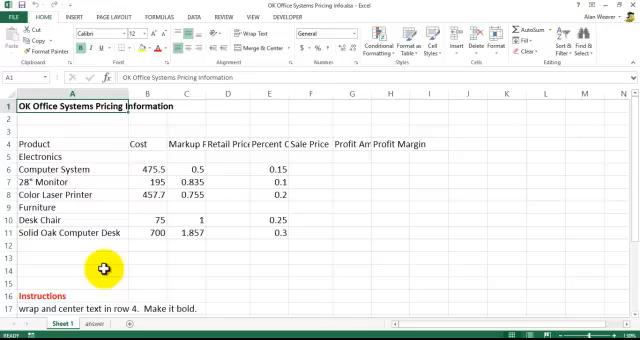 OK Office Systems Pricing Info.xlsx - Excel
FILE HOME INSERT PAGE LAYOUT FORMULAS DATA REVIEW VIEW DEVELOPER Alan Weaver
Cut
Copy
Format Painter
Paste
Clipboard
Calibri 12
B I U
Font
Wrap Text
Merge & Center
Alignment
General
$ % ,
Number
Conditional Formatting
Format as Table
Cell Styles
Styles
Insert Delete Format
Cells
AutoSum
Fill
Clear
Sort & Filter
Find & Select
Editing
A1 fx OK Office Systems Pricing Information
A B C D E F G H I J K L M N
1 OK Office Systems Pricing Information
2
3
4 Product Cost Markup P Retail Price Percent O Sale Price Profit Am Profit Margin
5 Electronics
6 Computer System 475.5 0.5 0.15
7 28" Monitor 195 0.835 0.1
8 Color Laser Printer 457.7 0.755 0.2
9 Furniture
10 Desk Chair 75 1 0.25
11 Solid Oak Computer Desk 700 1.857 0.3
12
13
14
15
16 Instructions
17 wrap and center text in row 4. Make it bold.
Sheet 1 answer
READY 130%